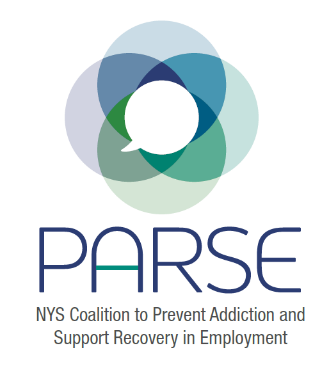 PARSE
NYS Coalition to Prevent Addiction and
Support Recovery in Employment